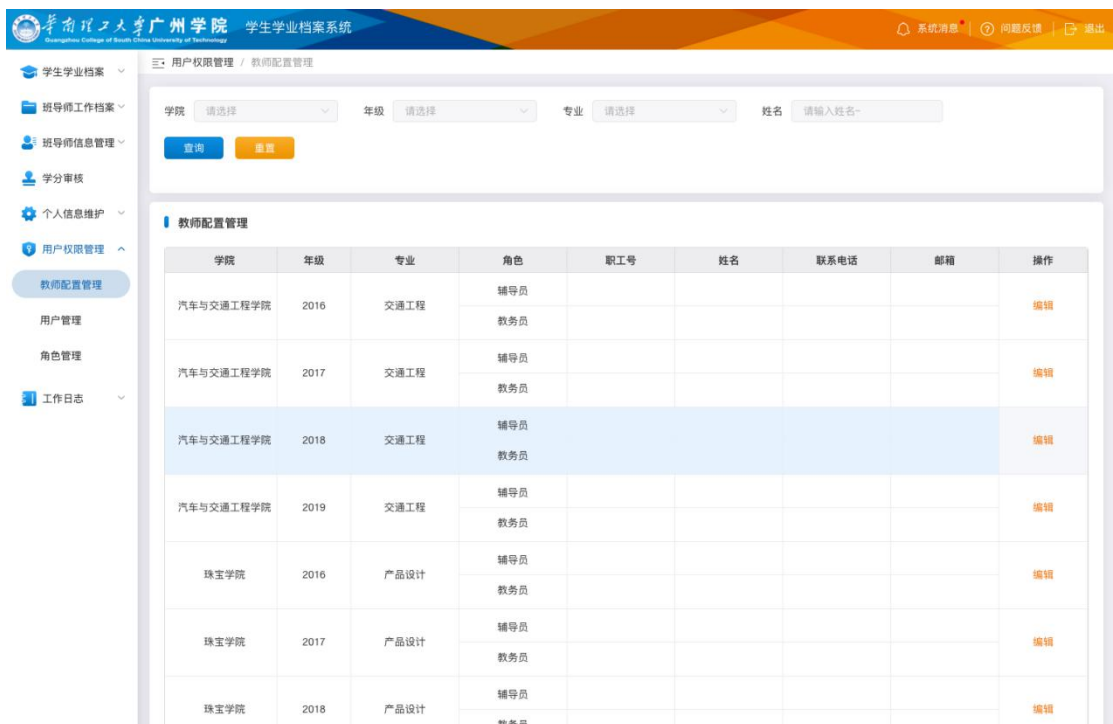 华南理工大学广州学院 学生学业档案系统 系统消息 问题反馈 退出
Guangzhou College of South China University of Technology
用户权限管理 / 教师配置管理
学生学业档案
班导师工作档案
班导师信息管理
学分审核
个人信息维护
用户权限管理
教师配置管理
用户管理
角色管理
工作日志
学院 请选择 年级 请选择 专业 请选择 姓名 请输入姓名~
查询 重置
教师配置管理
学院 年级 专业 角色 职工号 姓名 联系电话 邮箱 操作
汽车与交通工程学院 2016 交通工程 辅导员 编辑
教务员
汽车与交通工程学院 2017 交通工程 辅导员 编辑
教务员
汽车与交通工程学院 2018 交通工程 辅导员 编辑
教务员
汽车与交通工程学院 2019 交通工程 辅导员 编辑
教务员
珠宝学院 2016 产品设计 辅导员 编辑
教务员
珠宝学院 2017 产品设计 辅导员 编辑
教务员
珠宝学院 2018 产品设计 辅导员 编辑
教务员